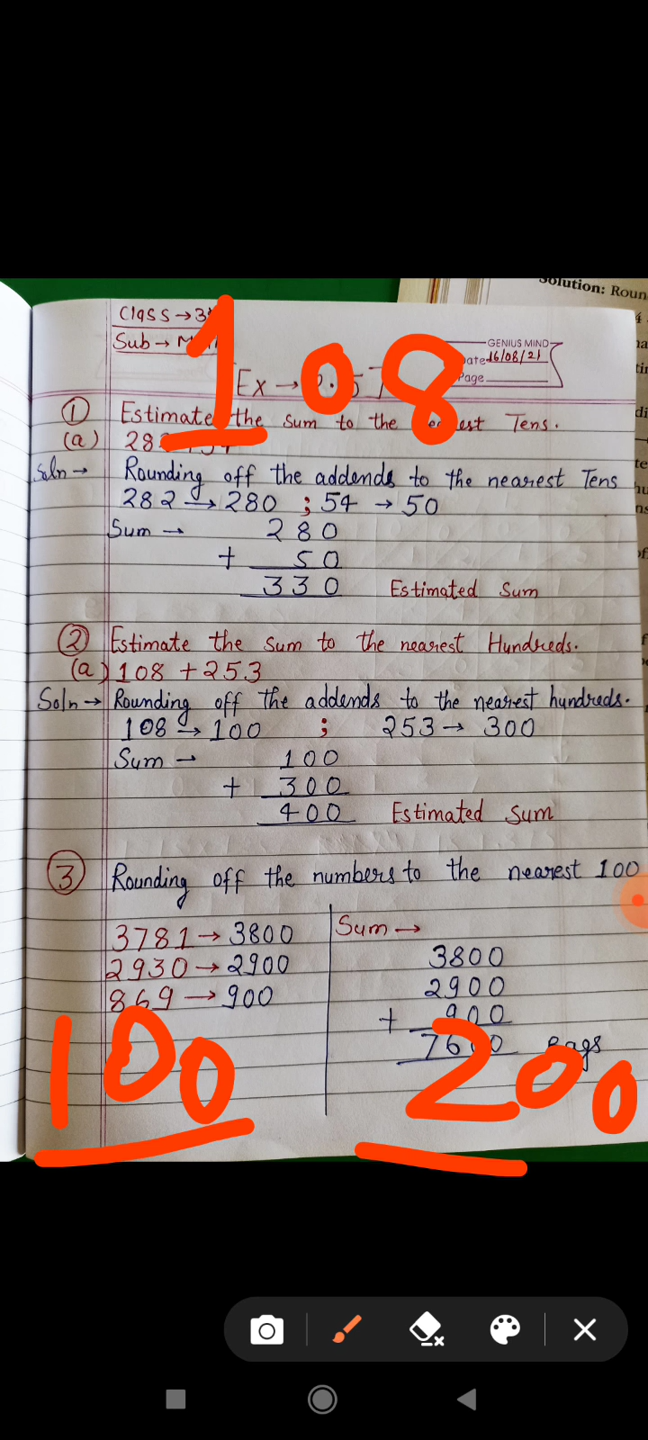 Solution: Roun
Class → 3
Sub → M
GENIUS MIND
ate 16/08/21
Page
108
Ex →
① Estimate the sum to the nearest Tens.
(a) 28
Soln → Rounding off the addends to the nearest Tens
282 → 280 ; 54 → 50
Sum → 280
+ 50
330 Estimated Sum
② Estimate the sum to the nearest Hundreds.
(a) 108 + 253
Soln → Rounding off the addends to the nearest hundreds.
108 → 100 ; 253 → 300
Sum → 100
+ 300
400 Estimated Sum
③ Rounding off the numbers to the nearest 100
3781 → 3800
2930 → 2900
869 → 900
Sum →
3800
2900
+ 900
7600 Bags
100
200